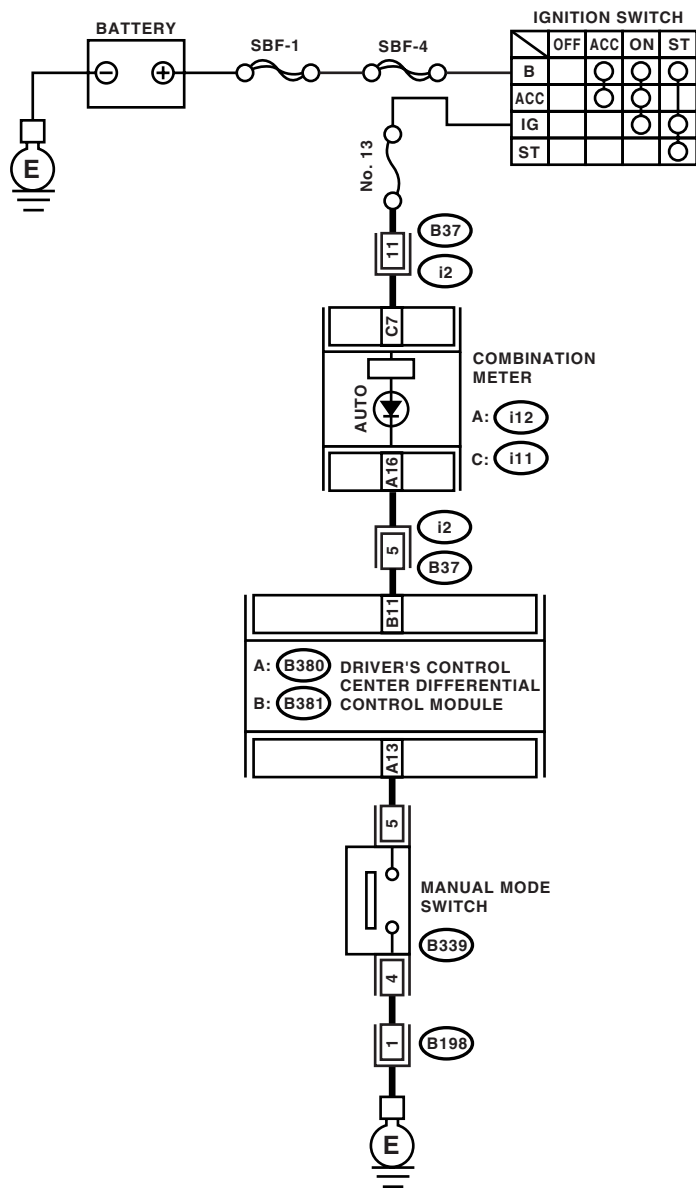 IGNITION SWITCH
BATTERY
SBF-1
SBF-4
OFF ACC ON ST
B
ACC
IG
ST
E
No. 13
11
B37
i2
C7
COMBINATION
METER
AUTO
A: i12
C: i11
A16
i2
5
B37
B11
A: B380 DRIVER'S CONTROL
CENTER DIFFERENTIAL
B: B381 CONTROL MODULE
A13
5
MANUAL MODE
SWITCH
B339
4
1
B198
E